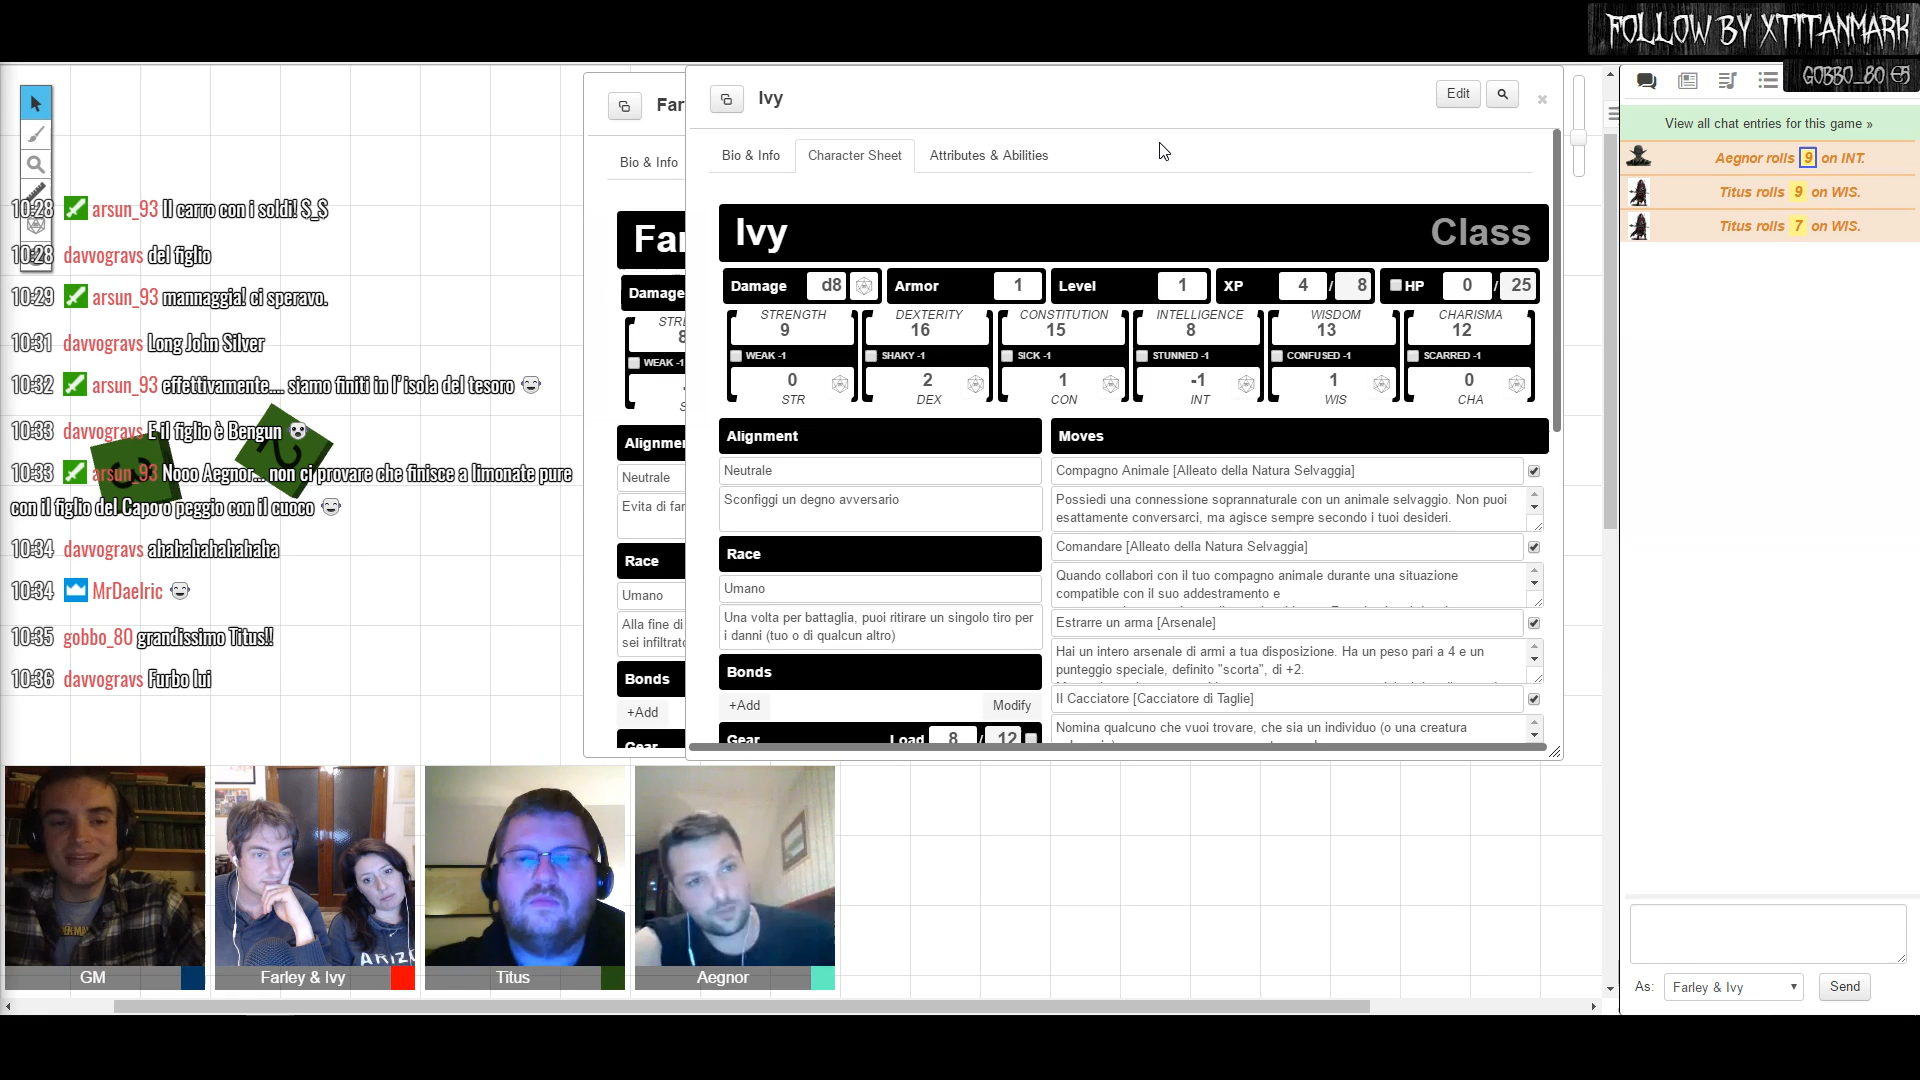 FOLLOW BY XTITANMARK
GOBBO_80
10:28 arsun_93 Il carro con i soldi! $_$
10:28 davvogravs del figlio
10:29 arsun_93 mannaggia! ci speravo.
10:31 davvogravs Long John Silver
10:32 arsun_93 effettivamente.... siamo finiti in l'isola del tesoro
10:33 davvogravs E il figlio è Bengun
10:33 arsun_93 Nooo Aegnor... non ci provare che finisce a limonate pure
con il figlio del Capo o peggio con il cuoco
10:34 davvogravs ahahahahahahaha
10:34 MrDaelric
10:35 gobbo_80 grandissimo Titus!!
10:36 davvogravs Furbo lui
Far
Bio & Info
Far
Damage
WEAK -1
Neutrale
Evita di far
Race
Umano
Alla fine di
sei infiltrato
Bonds
+Add
Gear
Ivy
Edit
Bio & Info Character Sheet Attributes & Abilities
Ivy Class
Damage d8 Armor 1 Level 1 XP 4 / 8 HP 0 / 25
STRENGTH DEXTERITY CONSTITUTION INTELLIGENCE WISDOM CHARISMA
9 16 15 8 13 12
WEAK -1 SHAKY -1 SICK -1 STUNNED -1 CONFUSED -1 SCARRED -1
0 2 1 -1 1 0
STR DEX CON INT WIS CHA
Alignment
Neutrale
Sconfiggi un degno avversario
Race
Umano
Una volta per battaglia, puoi ritirare un singolo tiro per
i danni (tuo o di qualcun altro)
Bonds
+Add Modify
Gear Load 8 / 12
Moves
Compagno Animale [Alleato della Natura Selvaggia]
Possiedi una connessione soprannaturale con un animale selvaggio. Non puoi
esattamente conversarci, ma agisce sempre secondo i tuoi desideri.
Comandare [Alleato della Natura Selvaggia]
Quando collabori con il tuo compagno animale durante una situazione
compatible con il suo addestramento e
Estrarre un arma [Arsenale]
Hai un intero arsenale di armi a tua disposizione. Ha un peso pari a 4 e un
punteggio speciale, definito "scorta", di +2.
Il Cacciatore [Cacciatore di Taglie]
Nomina qualcuno che vuoi trovare, che sia un individuo (o una creatura
View all chat entries for this game »
Aegnor rolls 9 on INT.
Titus rolls 9 on WIS.
Titus rolls 7 on WIS.
As: Farley & Ivy Send
ARIZO
GM
Farley & Ivy
Titus
Aegnor